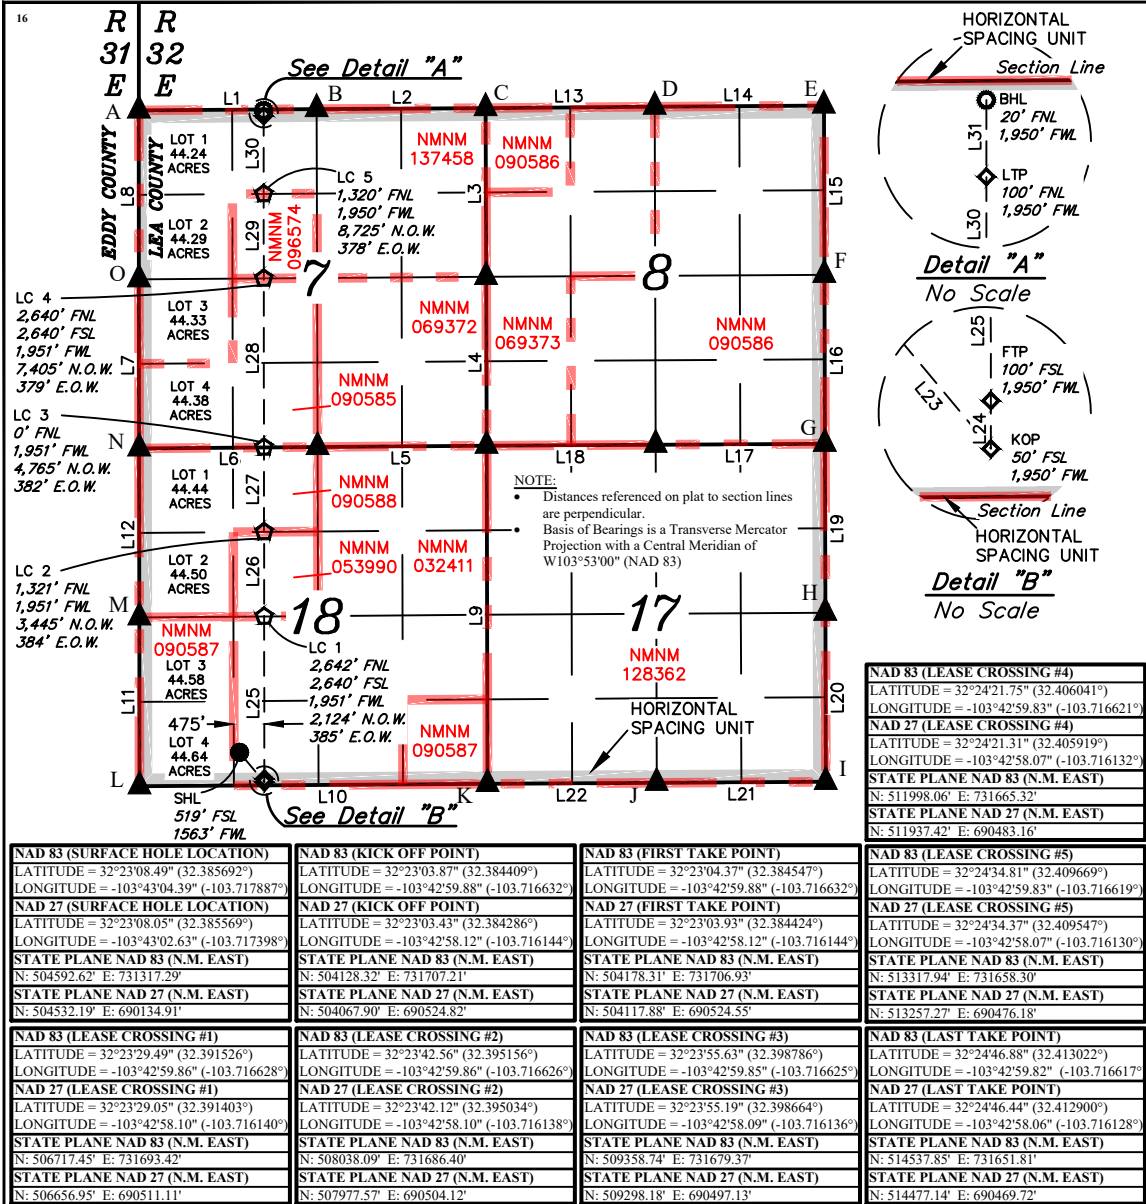 16
R R
31 32
E E
See Detail "A"
A
L1
B
L2
C
L13
D
L14
E
EDDY COUNTY
LEA COUNTY
LOT 1
44.24
ACRES
L30
NMNM
137458
NMNM
090586
L8
LC 5
1,320' FNL
1,950' FWL
8,725' N.O.W.
378' E.O.W.
L3
L15
LOT 2
44.29
ACRES
L29
NMNM
096574
O
7
8
F
LC 4
2,640' FNL
2,640' FSL
1,951' FWL
7,405' N.O.W.
379' E.O.W.
LOT 3
44.33
ACRES
NMNM
069372
NMNM
069373
NMNM
090586
L7
L28
L4
L16
LOT 4
44.38
ACRES
NMNM
090585
LC 3
0' FNL
1,951' FWL
4,765' N.O.W.
382' E.O.W.
N
L6
L5
L18
L17
G
LOT 1
44.44
ACRES
L27
NMNM
090588
NOTE:
• Distances referenced on plat to section lines
are perpendicular.
• Basis of Bearings is a Transverse Mercator
Projection with a Central Meridian of
W103°53'00" (NAD 83)
L12
L19
LC 2
1,321' FNL
1,951' FWL
3,445' N.O.W.
384' E.O.W.
LOT 2
44.50
ACRES
L26
NMNM
053990
NMNM
032411
M
18
L9
17
H
NMNM
090587
LOT 3
44.58
ACRES
LC 1
2,642' FNL
2,640' FSL
1,951' FWL
2,124' N.O.W.
385' E.O.W.
NMNM
128362
L11
L25
L20
475'
LOT 4
44.64
ACRES
NMNM
090587
HORIZONTAL
SPACING UNIT
L
L10
K
L22
J
L21
I
SHL
519' FSL
1563' FWL
See Detail "B"
HORIZONTAL
SPACING UNIT
Section Line
BHL
20' FNL
1,950' FWL
L31
LTP
100' FNL
1,950' FWL
L30
Detail "A"
No Scale
L25
FTP
100' FSL
1,950' FWL
L23
L24
KOP
50' FSL
1,950' FWL
Section Line
HORIZONTAL
SPACING UNIT
Detail "B"
No Scale
NAD 83 (LEASE CROSSING #4)
LATITUDE = 32°24'21.75" (32.406041°)
LONGITUDE = -103°42'59.83" (-103.716621°)
NAD 27 (LEASE CROSSING #4)
LATITUDE = 32°24'21.31" (32.405919°)
LONGITUDE = -103°42'58.07" (-103.716132°)
STATE PLANE NAD 83 (N.M. EAST)
N: 511998.06' E: 731665.32'
STATE PLANE NAD 27 (N.M. EAST)
N: 511937.42' E: 690483.16'
NAD 83 (SURFACE HOLE LOCATION)
LATITUDE = 32°23'08.49" (32.385692°)
LONGITUDE = -103°43'04.39" (-103.717887°)
NAD 27 (SURFACE HOLE LOCATION)
LATITUDE = 32°23'08.05" (32.385569°)
LONGITUDE = -103°43'02.63" (-103.717398°)
STATE PLANE NAD 83 (N.M. EAST)
N: 504592.62' E: 731317.29'
STATE PLANE NAD 27 (N.M. EAST)
N: 504532.19' E: 690134.91'
NAD 83 (KICK OFF POINT)
LATITUDE = 32°23'03.87" (32.384409°)
LONGITUDE = -103°42'59.88" (-103.716632°)
NAD 27 (KICK OFF POINT)
LATITUDE = 32°23'03.43" (32.384286°)
LONGITUDE = -103°42'58.12" (-103.716144°)
STATE PLANE NAD 83 (N.M. EAST)
N: 504128.32' E: 731707.21'
STATE PLANE NAD 27 (N.M. EAST)
N: 504067.90' E: 690524.82'
NAD 83 (FIRST TAKE POINT)
LATITUDE = 32°23'04.37" (32.384547°)
LONGITUDE = -103°42'59.88" (-103.716632°)
NAD 27 (FIRST TAKE POINT)
LATITUDE = 32°23'03.93" (32.384424°)
LONGITUDE = -103°42'58.12" (-103.716144°)
STATE PLANE NAD 83 (N.M. EAST)
N: 504178.31' E: 731706.93'
STATE PLANE NAD 27 (N.M. EAST)
N: 504117.88' E: 690524.55'
NAD 83 (LEASE CROSSING #5)
LATITUDE = 32°24'34.81" (32.409669°)
LONGITUDE = -103°42'59.83" (-103.716619°)
NAD 27 (LEASE CROSSING #5)
LATITUDE = 32°24'34.37" (32.409547°)
LONGITUDE = -103°42'58.07" (-103.716130°)
STATE PLANE NAD 83 (N.M. EAST)
N: 513317.94' E: 731658.30'
STATE PLANE NAD 27 (N.M. EAST)
N: 513257.27' E: 690476.18'
NAD 83 (LEASE CROSSING #1)
LATITUDE = 32°23'29.49" (32.391526°)
LONGITUDE = -103°42'59.86" (-103.716628°)
NAD 27 (LEASE CROSSING #1)
LATITUDE = 32°23'29.05" (32.391403°)
LONGITUDE = -103°42'58.10" (-103.716140°)
STATE PLANE NAD 83 (N.M. EAST)
N: 506717.45' E: 731693.42'
STATE PLANE NAD 27 (N.M. EAST)
N: 506656.95' E: 690511.11'
NAD 83 (LEASE CROSSING #2)
LATITUDE = 32°23'42.56" (32.395156°)
LONGITUDE = -103°42'59.86" (-103.716626°)
NAD 27 (LEASE CROSSING #2)
LATITUDE = 32°23'42.12" (32.395034°)
LONGITUDE = -103°42'58.10" (-103.716138°)
STATE PLANE NAD 83 (N.M. EAST)
N: 508038.09' E: 731686.40'
STATE PLANE NAD 27 (N.M. EAST)
N: 507977.57' E: 690504.12'
NAD 83 (LEASE CROSSING #3)
LATITUDE = 32°23'55.63" (32.398786°)
LONGITUDE = -103°42'59.85" (-103.716625°)
NAD 27 (LEASE CROSSING #3)
LATITUDE = 32°23'55.19" (32.398664°)
LONGITUDE = -103°42'58.09" (-103.716136°)
STATE PLANE NAD 83 (N.M. EAST)
N: 509358.74' E: 731679.37'
STATE PLANE NAD 27 (N.M. EAST)
N: 509298.18' E: 690497.13'
NAD 83 (LAST TAKE POINT)
LATITUDE = 32°24'46.88" (32.413022°)
LONGITUDE = -103°42'59.82" (-103.716617°
NAD 27 (LAST TAKE POINT)
LATITUDE = 32°24'46.44" (32.412900°)
LONGITUDE = -103°42'58.06" (-103.716128°)
STATE PLANE NAD 83 (N.M. EAST)
N: 514537.85' E: 731651.81'
STATE PLANE NAD 27 (N.M. EAST)
N: 514477.14' E: 690469.72'